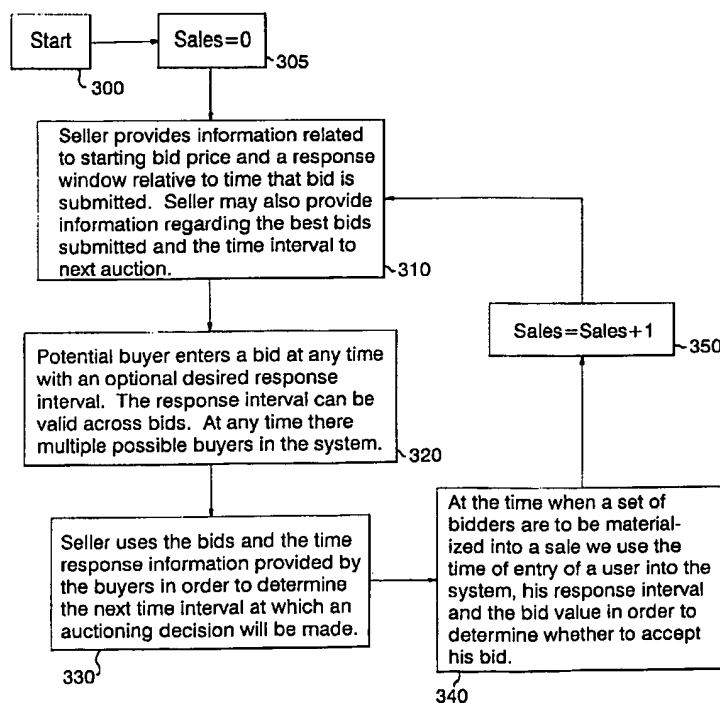 Start
Sales=0
300
305
Seller provides information related
to starting bid price and a response
window relative to time that bid is
submitted. Seller may also provide
information regarding the best bids
submitted and the time interval to
next auction.
310
Sales=Sales+1
350
Potential buyer enters a bid at any time
with an optional desired response
interval. The response interval can be
valid across bids. At any time there
multiple possible buyers in the system.
320
Seller uses the bids and the time
response information provided by
the buyers in order to determine
the next time interval at which an
auctioning decision will be made.
330
At the time when a set of
bidders are to be material-
ized into a sale we use the
time of entry of a user into the
system, his response interval
and the bid value in order to
determine whether to accept
his bid.
340